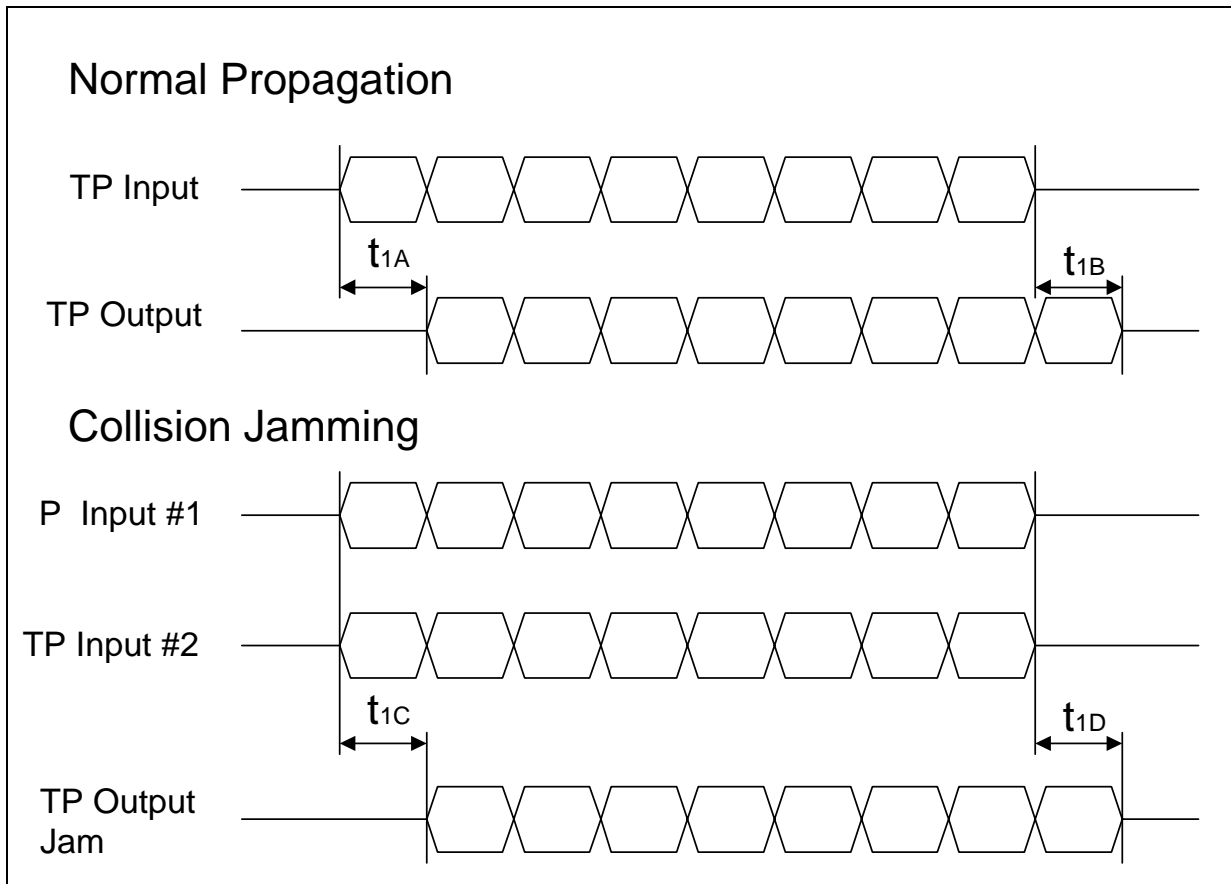 Normal Propagation
TP Input
t1A
t1B
TP Output
Collision Jamming
P Input #1
TP Input #2
t1C
t1D
TP Output
Jam